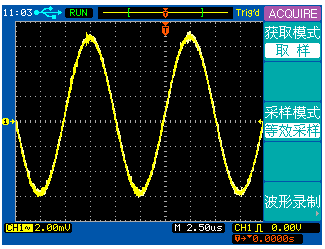 11:03 RUN Trig'd ACQUIRE
T
获取模式
取样
采样模式
等效采样
波形录制
1
CH1 2.00mV M 2.50us CH1 0.00V
T 0.0000s